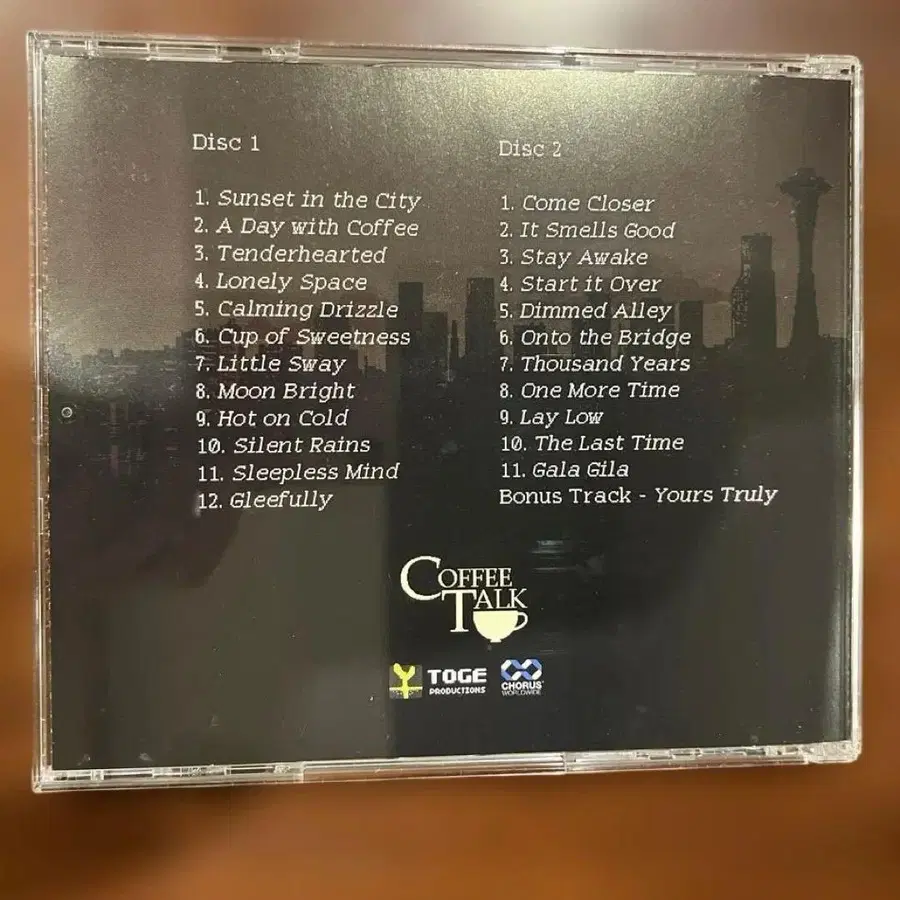 Disc 1
1. Sunset in the City
2. A Day with Coffee
3. Tenderhearted
4. Lonely Space
5. Calming Drizzle
6. Cup of Sweetness
7. Little Sway
8. Moon Bright
9. Hot on Cold
10. Silent Rains
11. Sleepless Mind
12. Gleefully
Disc 2
1. Come Closer
2. It Smells Good
3. Stay Awake
4. Start it Over
5. Dimmed Alley
6. Onto the Bridge
7. Thousand Years
8. One More Time
9. Lay Low
10. The Last Time
11. Gala Gila
Bonus Track - Yours Truly
COFFEE
TALK
TOGE
PRODUCTIONS
CHORUS
WORLDWIDE